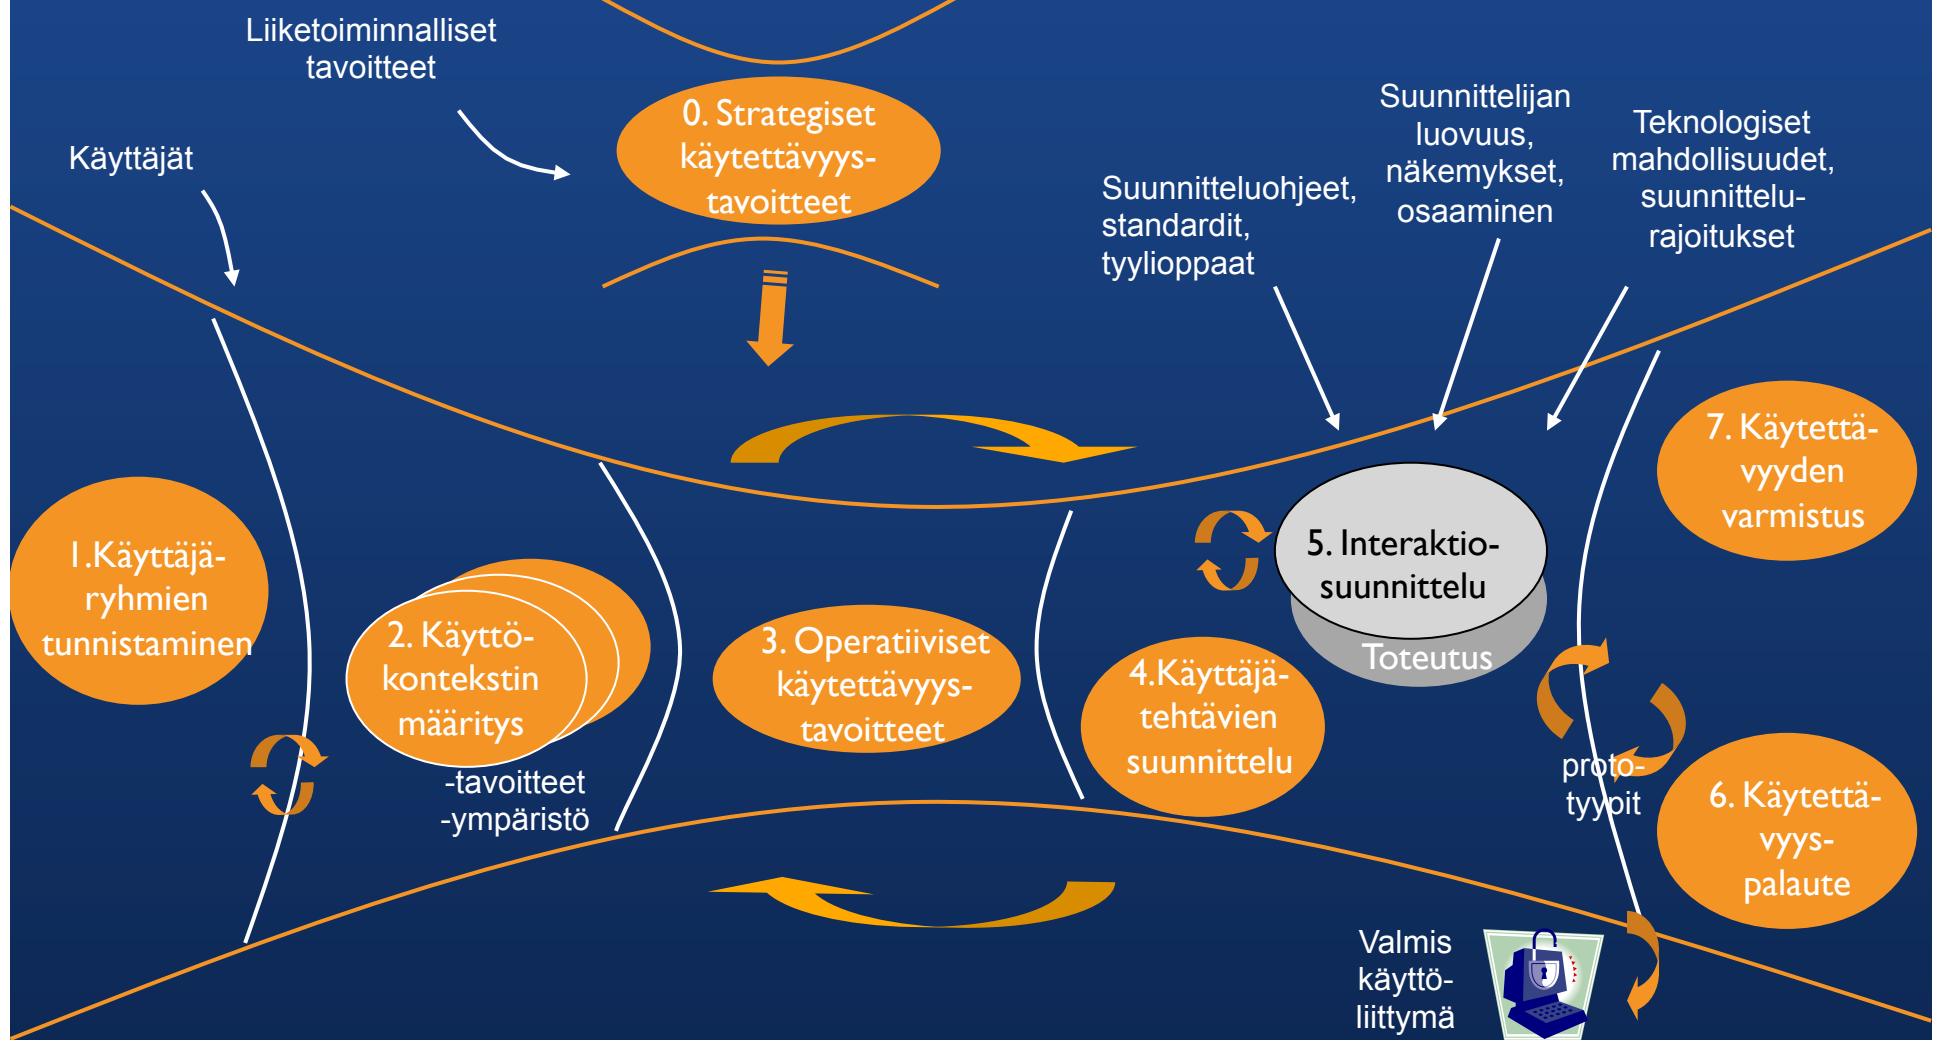 Liiketoiminnalliset
tavoitteet
Käyttäjät
0. Strategiset
käytettävyys-
tavoitteet
Suunnitteluohjeet,
standardit,
tyylioppaat
Suunnittelijan
luovuus,
näkemykset,
osaaminen
Teknologiset
mahdollisuudet,
suunnittelu-
rajoitukset
1.Käyttäjä-
ryhmien
tunnistaminen
2. Käyttö-
kontekstin
määritys
-tavoitteet
-ympäristö
3. Operatiiviset
käytettävyys-
tavoitteet
4.Käyttäjä-
tehtävien
suunnittelu
5. Interaktio-
suunnittelu
Toteutus
7. Käytettä-
vyyden
varmistus
proto-
tyypit
6. Käytettä-
vyys-
palaute
Valmis
käyttö-
liittymä